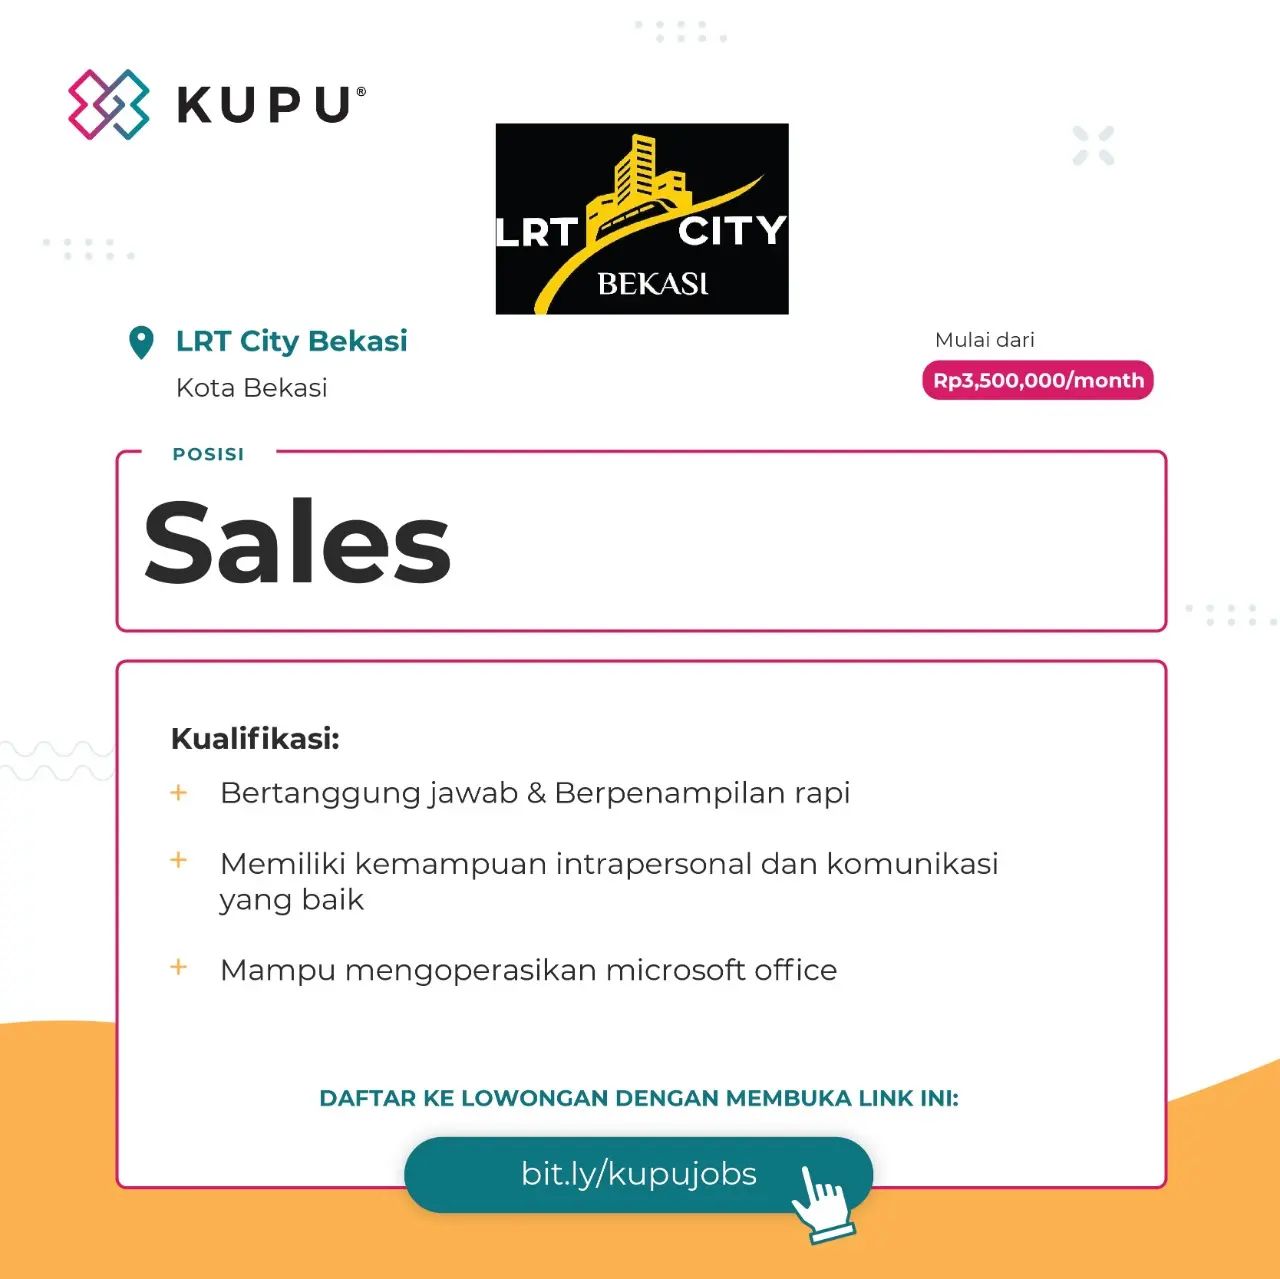 KUPU®
LRT CITY
BEKASI
LRT City Bekasi
Kota Bekasi
Mulai dari
Rp3,500,000/month
POSISI
Sales
Kualifikasi:
+ Bertanggung jawab & Berpenampilan rapi
+ Memiliki kemampuan intrapersonal dan komunikasi
yang baik
+ Mampu mengoperasikan microsoft office
DAFTAR KE LOWONGAN DENGAN MEMBUKA LINK INI:
bit.ly/kupujobs